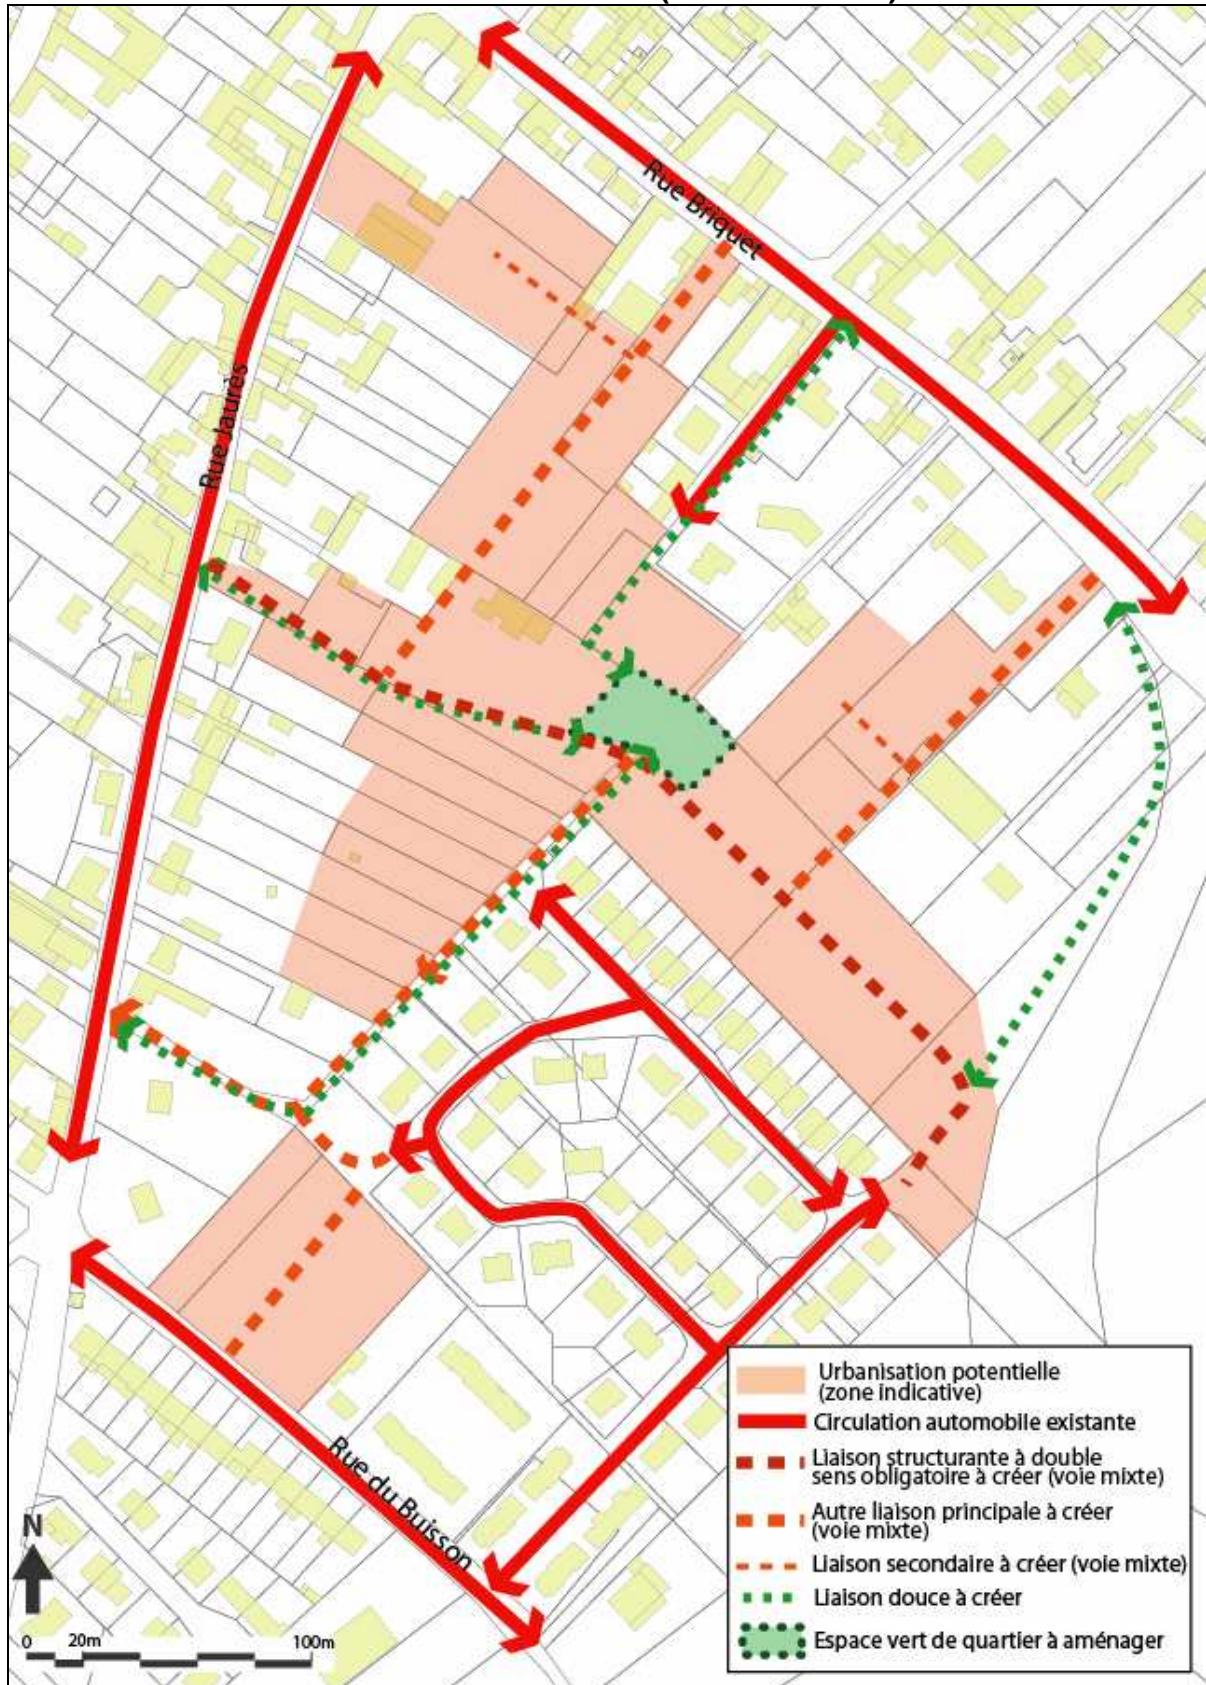 Rue Briquet
Rue Jaurès
Rue du Buisson
Urbanisation potentielle
(zone indicative)
Circulation automobile existante
Liaison structurante à double
sens obligatoire à créer (voie mixte)
Autre liaison principale à créer
(voie mixte)
Liaison secondaire à créer (voie mixte)
Liaison douce à créer
Espace vert de quartier à aménager
N
0 20m 100m